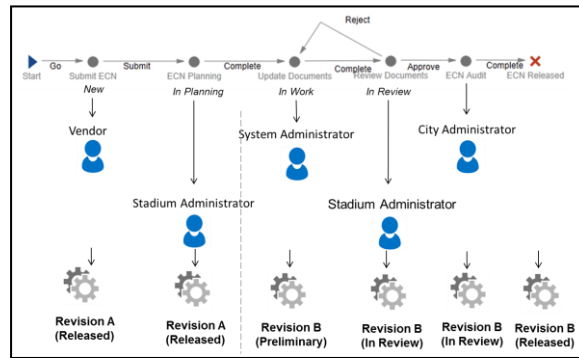 Reject
Go
Submit
Complete
Complete
Approve
Complete
Start
Submit ECN
ECN Planning
Update Documents
Review Documents
ECN Audit
ECN Released
New
In Planning
In Work
In Review
Vendor
System Administrator
City Administrator
Stadium Administrator
Stadium Administrator
Revision A
(Released)
Revision A
(Released)
Revision B
(Preliminary)
Revision B
(In Review)
Revision B
(In Review)
Revision B
(Released)